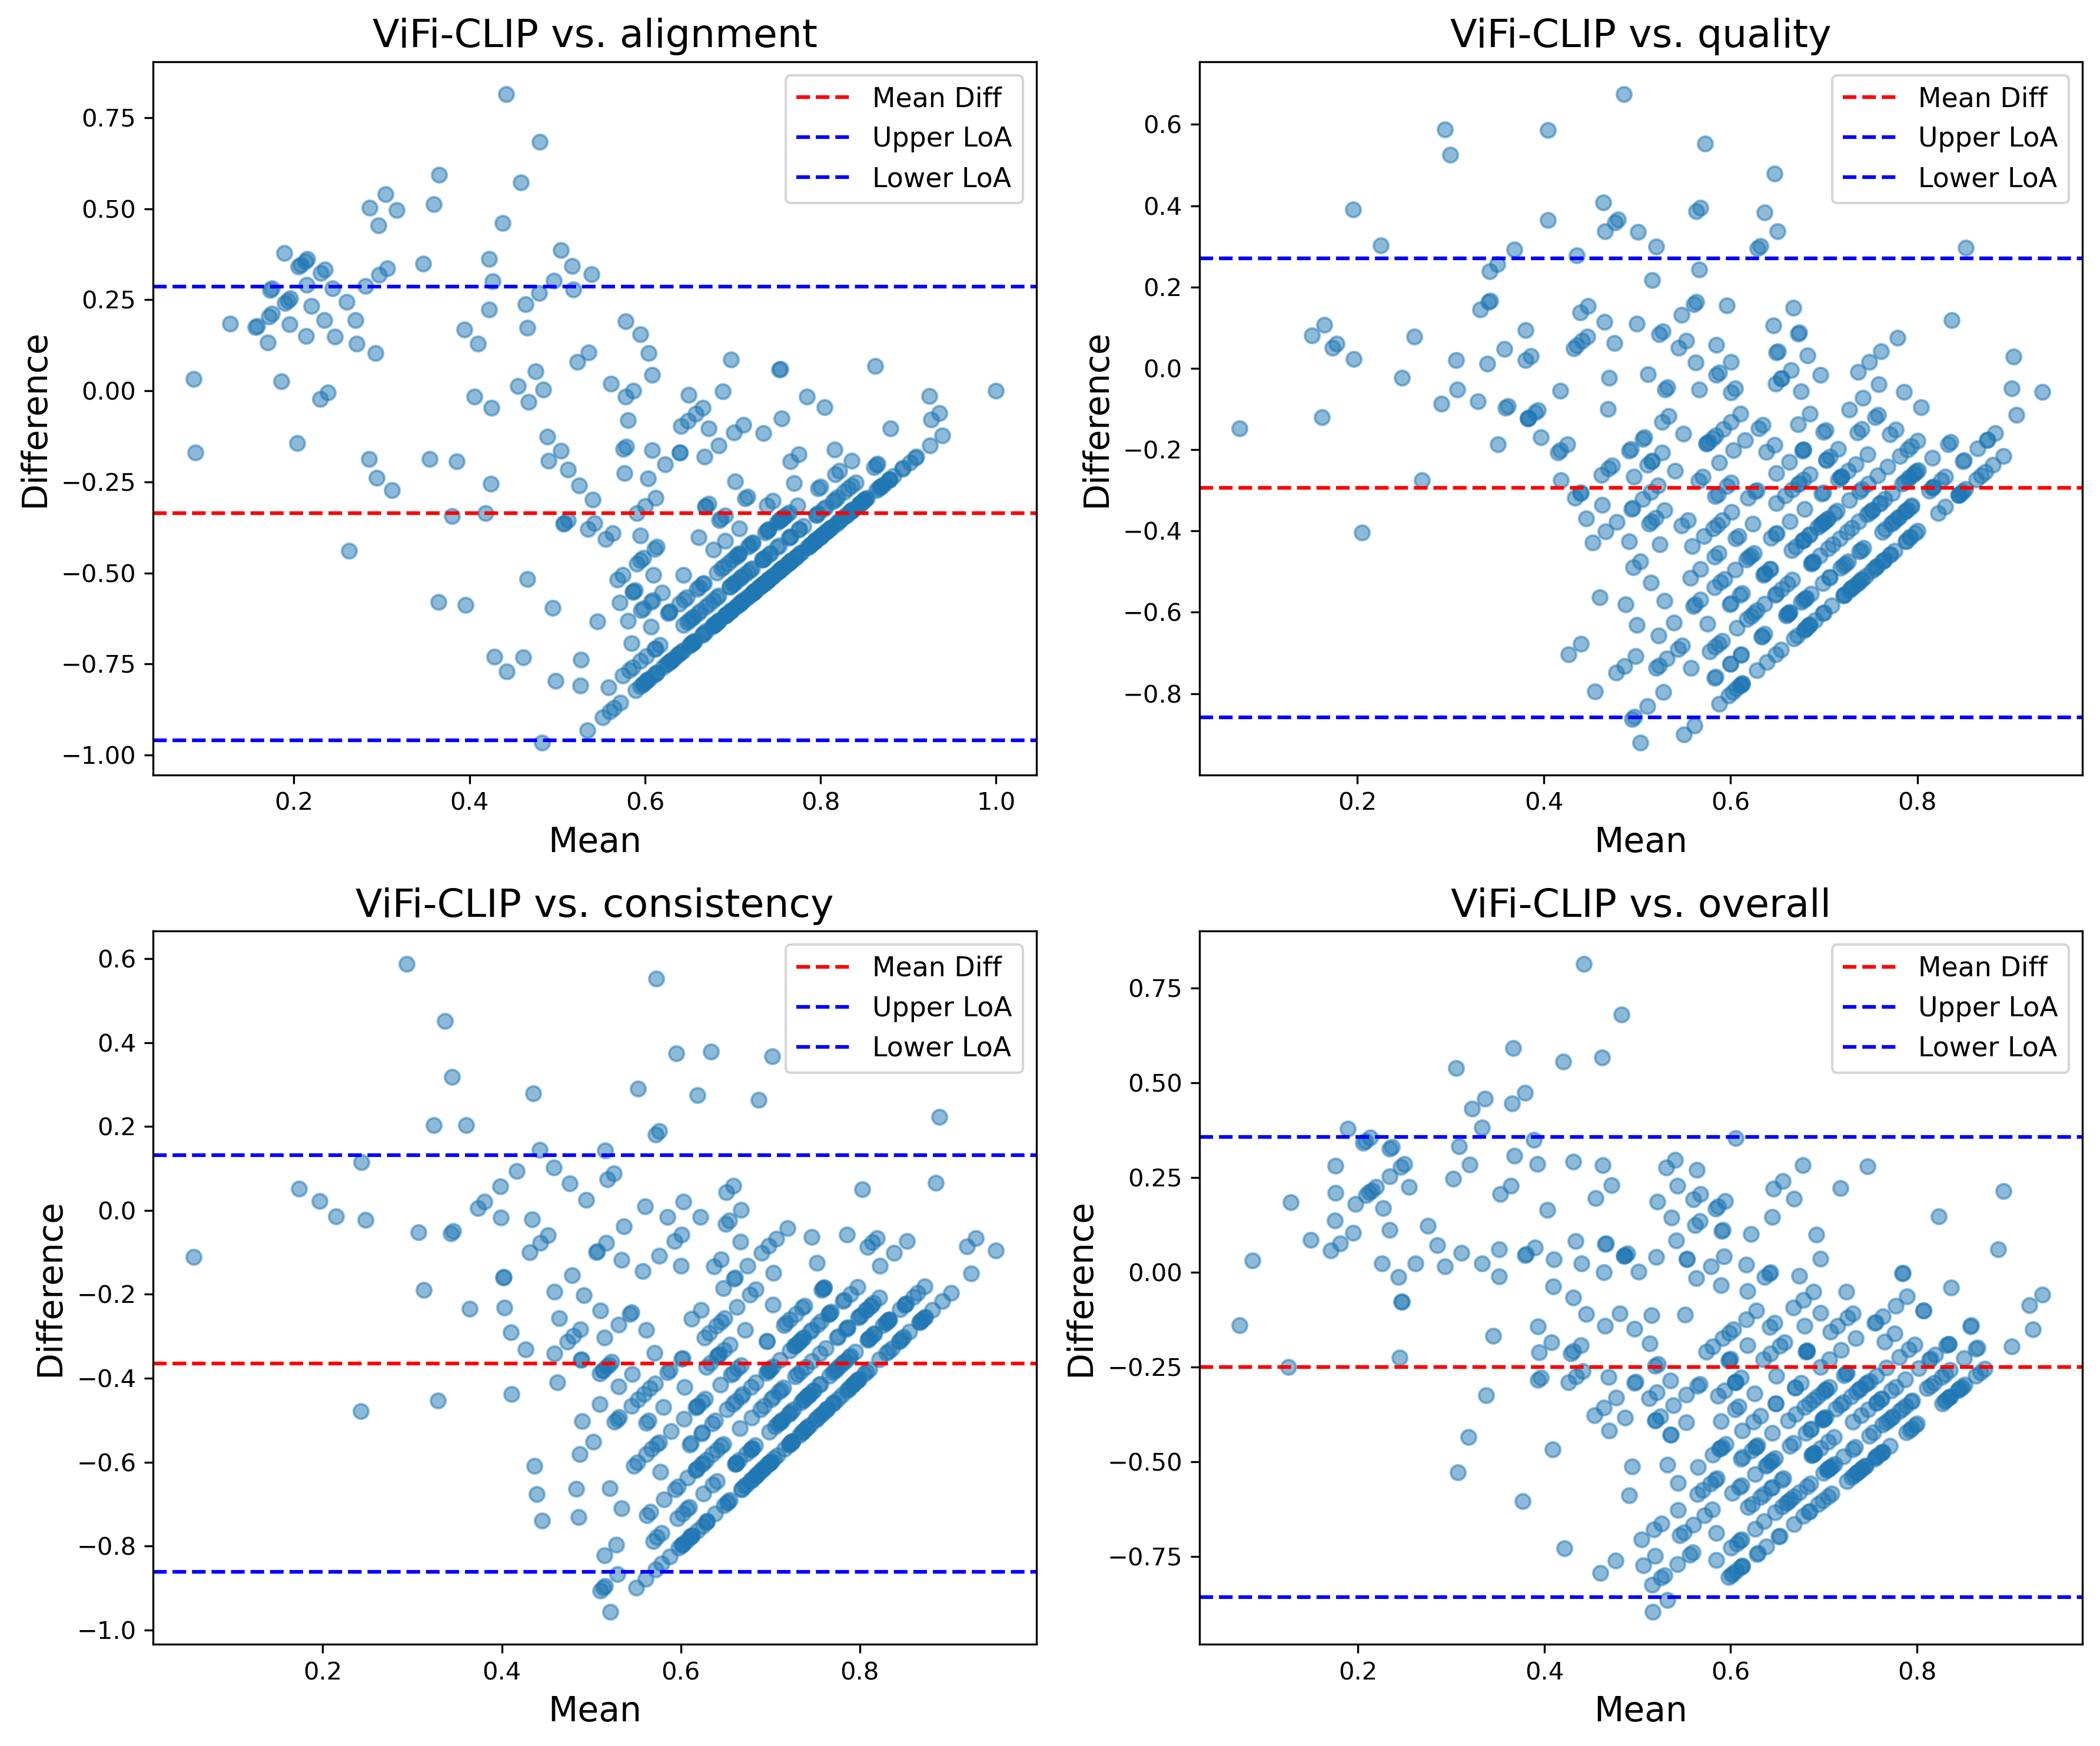 ViFi-CLIP vs. alignment
Mean Diff
Upper LoA
Lower LoA
0.75
0.50
0.25
0.00
−0.25
−0.50
−0.75
−1.00
Difference
0.2 0.4 0.6 0.8 1.0
Mean
ViFi-CLIP vs. quality
Mean Diff
Upper LoA
Lower LoA
0.6
0.4
0.2
0.0
−0.2
−0.4
−0.6
−0.8
Difference
0.2 0.4 0.6 0.8
Mean
ViFi-CLIP vs. consistency
Mean Diff
Upper LoA
Lower LoA
0.6
0.4
0.2
0.0
−0.2
−0.4
−0.6
−0.8
−1.0
Difference
0.2 0.4 0.6 0.8
Mean
ViFi-CLIP vs. overall
Mean Diff
Upper LoA
Lower LoA
0.75
0.50
0.25
0.00
−0.25
−0.50
−0.75
Difference
0.2 0.4 0.6 0.8
Mean